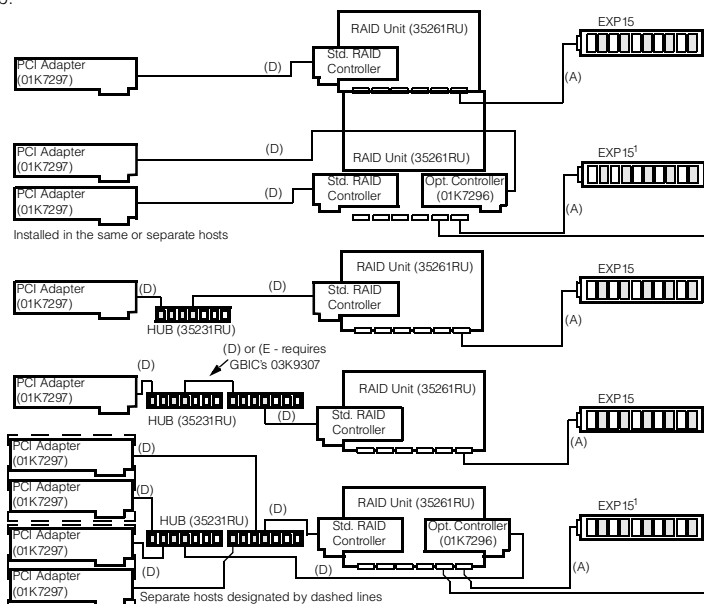 RAID Unit (35261RU)
EXP15
Std. RAID
Controller
PCI Adapter
(01K7297)
(D)
(A)
PCI Adapter
(01K7297)
(D)
RAID Unit (35261RU)
EXP15¹
PCI Adapter
(01K7297)
(D)
Std. RAID
Controller
Opt. Controller
(01K7296)
(A)
Installed in the same or separate hosts
PCI Adapter
(01K7297)
(D)
(D)
HUB (35231RU)
RAID Unit (35261RU)
Std. RAID
Controller
EXP15
(A)
(D) or (E - requires
GBIC's 03K9307
PCI Adapter
(01K7297)
(D)
HUB (35231RU)
(D)
RAID Unit (35261RU)
Std. RAID
Controller
EXP15
(A)
PCI Adapter
(01K7297)
(D)
PCI Adapter
(01K7297)
(D)
HUB (35231RU)
(D)
RAID Unit (35261RU)
EXP15¹
PCI Adapter
(01K7297)
(D)
Std. RAID
Controller
Opt. Controller
(01K7296)
(D)
(A)
PCI Adapter
(01K7297)
Separate hosts designated by dashed lines